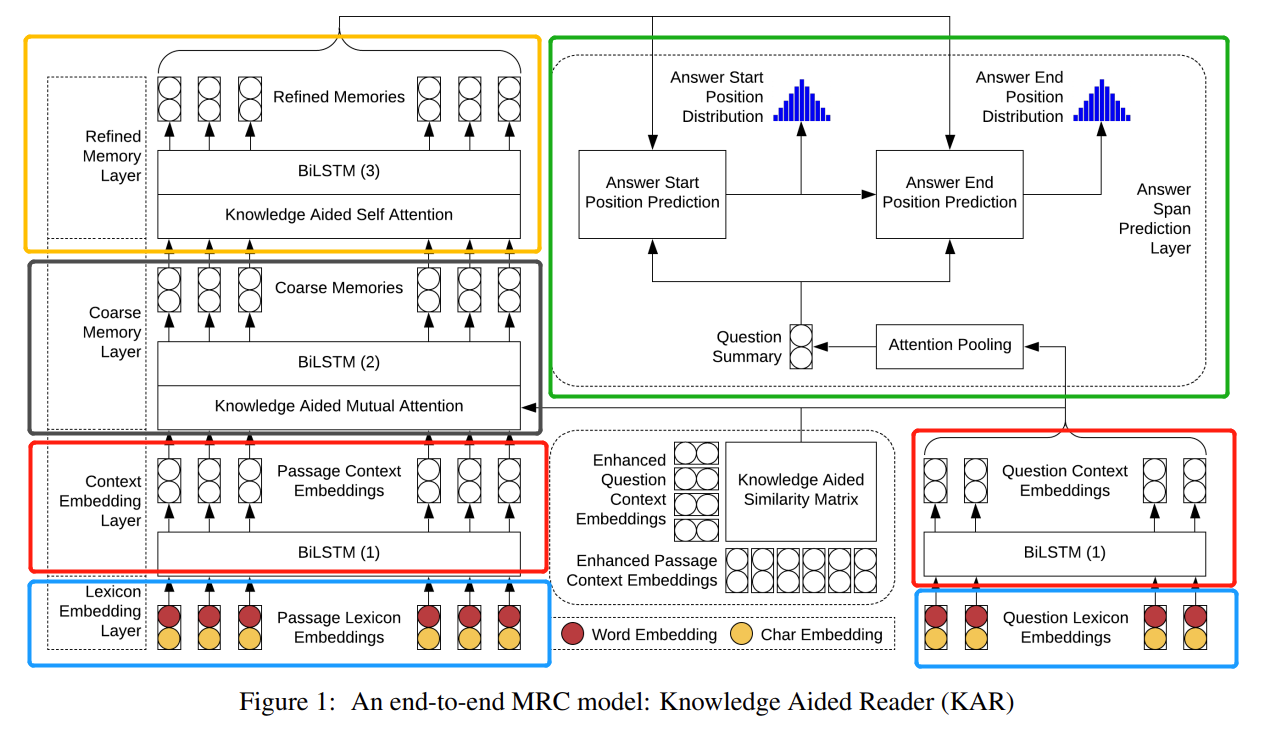 Refined
Memory
Layer
Refined Memories
BiLSTM (3)
Knowledge Aided Self Attention
Coarse
Memory
Layer
Coarse Memories
BiLSTM (2)
Knowledge Aided Mutual Attention
Context
Embedding
Layer
Passage Context
Embeddings
BiLSTM (1)
Lexicon
Embedding
Layer
Passage Lexicon
Embeddings
Answer Start
Position
Distribution
Answer End
Position
Distribution
Answer Start
Position Prediction
Answer End
Position Prediction
Answer
Span
Prediction
Layer
Question
Summary
Attention Pooling
Enhanced
Question
Context
Embeddings
Knowledge Aided
Similarity Matrix
Enhanced Passage
Context Embeddings
Word Embedding
Char Embedding
Question Context
Embeddings
BiLSTM (1)
Question Lexicon
Embeddings
Figure 1: An end-to-end MRC model: Knowledge Aided Reader (KAR)